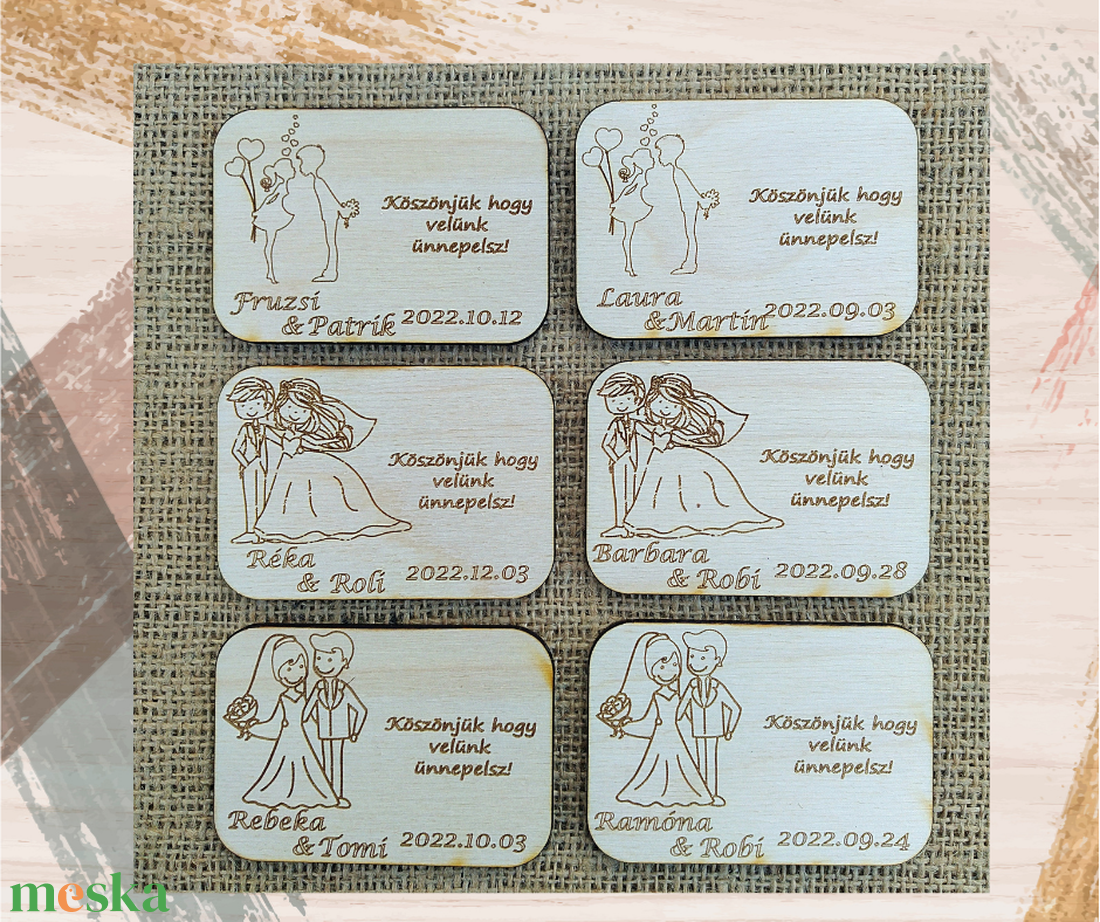 Köszönjük hogy
velünk
ünnepelsz!
Fruzsi
& Patrik 2022.10.12
Köszönjük hogy
velünk
ünnepelsz!
Laura
&Martin 2022.09.03
Köszönjük hogy
velünk
ünnepelsz!
Réka
& Roli 2022.12.03
Köszönjük hogy
velünk
ünnepelsz!
Barbara
& Robi 2022.09.28
Köszönjük hogy
velünk
ünnepelsz!
Rebeka
&Tomi 2022.10.03
Köszönjük hogy
velünk
ünnepelsz!
Ramóna
& Robi 2022.09.24
meska